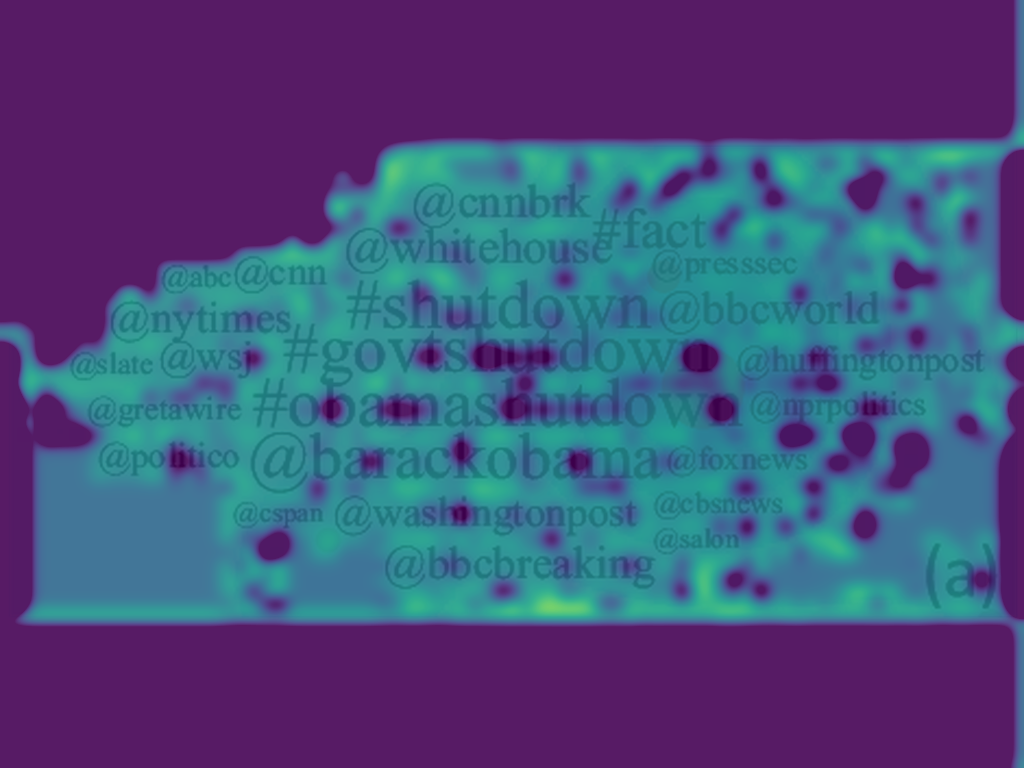 @cnnbrk
#fact
@whitehouse
@presssec
@abc @cnn
#shutdown @bbcworld
@nytimes
#govtshutdown
@slate @wsj @huffingtonpost
#obamashutdown @nprpolitics
@gretawire
@barackobama @foxnews
@politico
@cspan @washingtonpost @cbsnews
@salon
@bbcbreaking
(a)